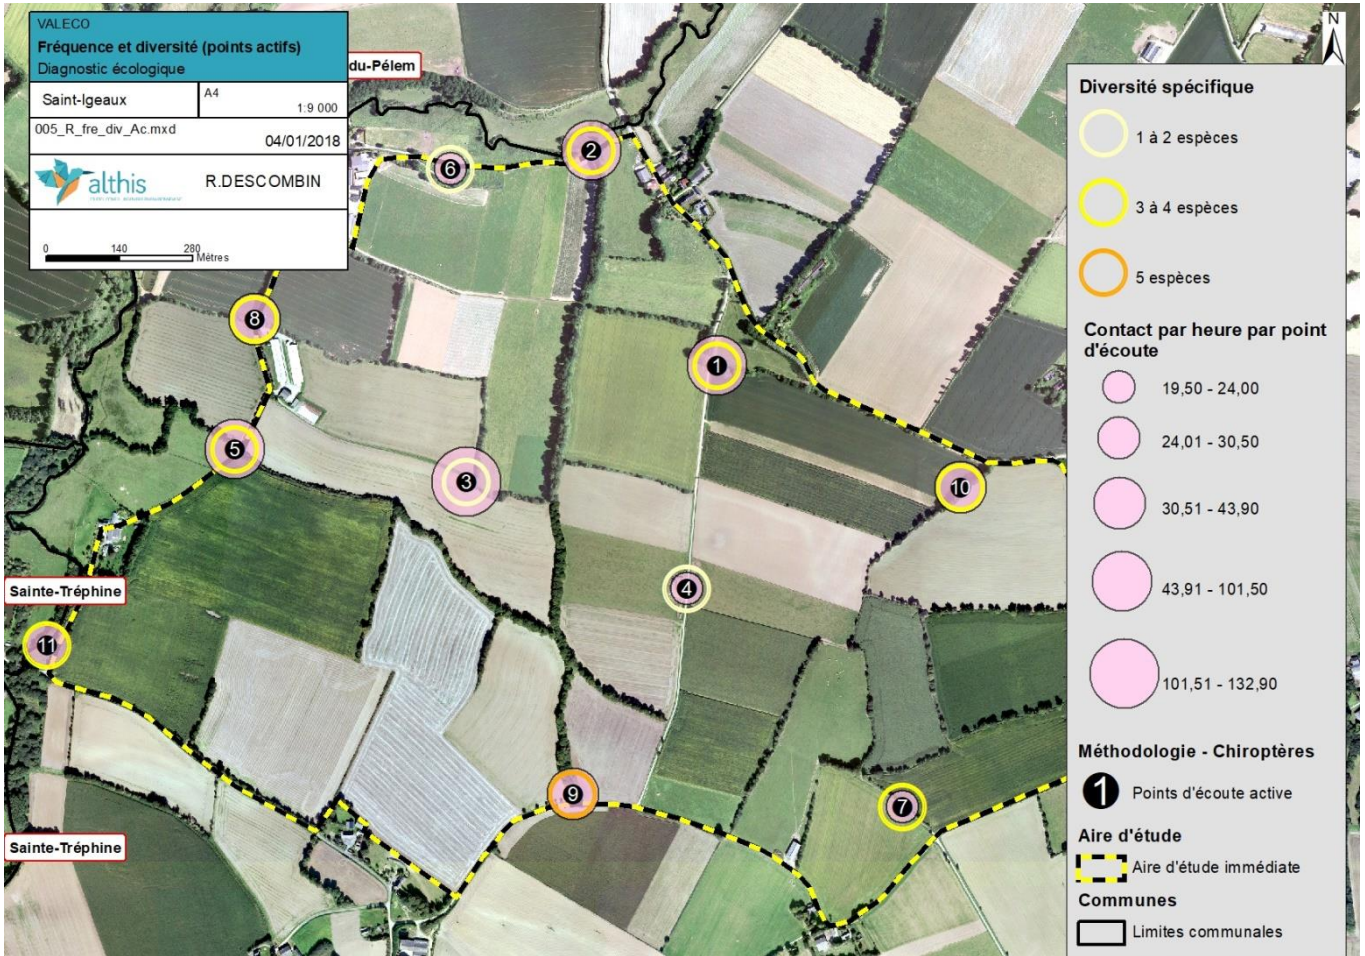 VALECO
Fréquence et diversité (points actifs)
Diagnostic écologique
Saint-Igeaux
A4
1:9 000
005_R_fre_div_Ac.mxd
04/01/2018
althis
R.DESCOMBIN
0 140 280
Mètres
du-Pélem
N
6
2
8
1
5
3
10
4
Sainte-Tréphine
11
9
7
Sainte-Tréphine
Diversité spécifique
1 à 2 espèces
3 à 4 espèces
5 espèces
Contact par heure par point
d'écoute
19,50 - 24,00
24,01 - 30,50
30,51 - 43,90
43,91 - 101,50
101,51 - 132,90
Méthodologie - Chiroptères
1 Points d'écoute active
Aire d'étude
Aire d'étude immédiate
Communes
Limites communales